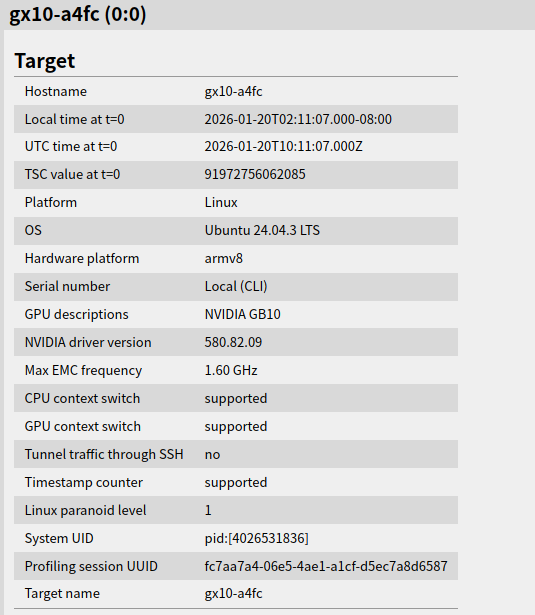 gx10-a4fc (0:0)
Target
Hostname gx10-a4fc
Local time at t=0 2026-01-20T02:11:07.000-08:00
UTC time at t=0 2026-01-20T10:11:07.000Z
TSC value at t=0 91972756062085
Platform Linux
OS Ubuntu 24.04.3 LTS
Hardware platform armv8
Serial number Local (CLI)
GPU descriptions NVIDIA GB10
NVIDIA driver version 580.82.09
Max EMC frequency 1.60 GHz
CPU context switch supported
GPU context switch supported
Tunnel traffic through SSH no
Timestamp counter supported
Linux paranoid level 1
System UID pid:[4026531836]
Profiling session UUID fc7aa7a4-06e5-4ae1-a1cf-d5ec7a8d6587
Target name gx10-a4fc